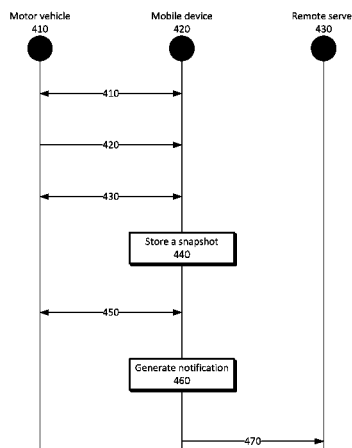 Motor vehicle
410
Mobile device
420
Remote serve
430
410
420
430
Store a snapshot
440
450
Generate notification
460
470